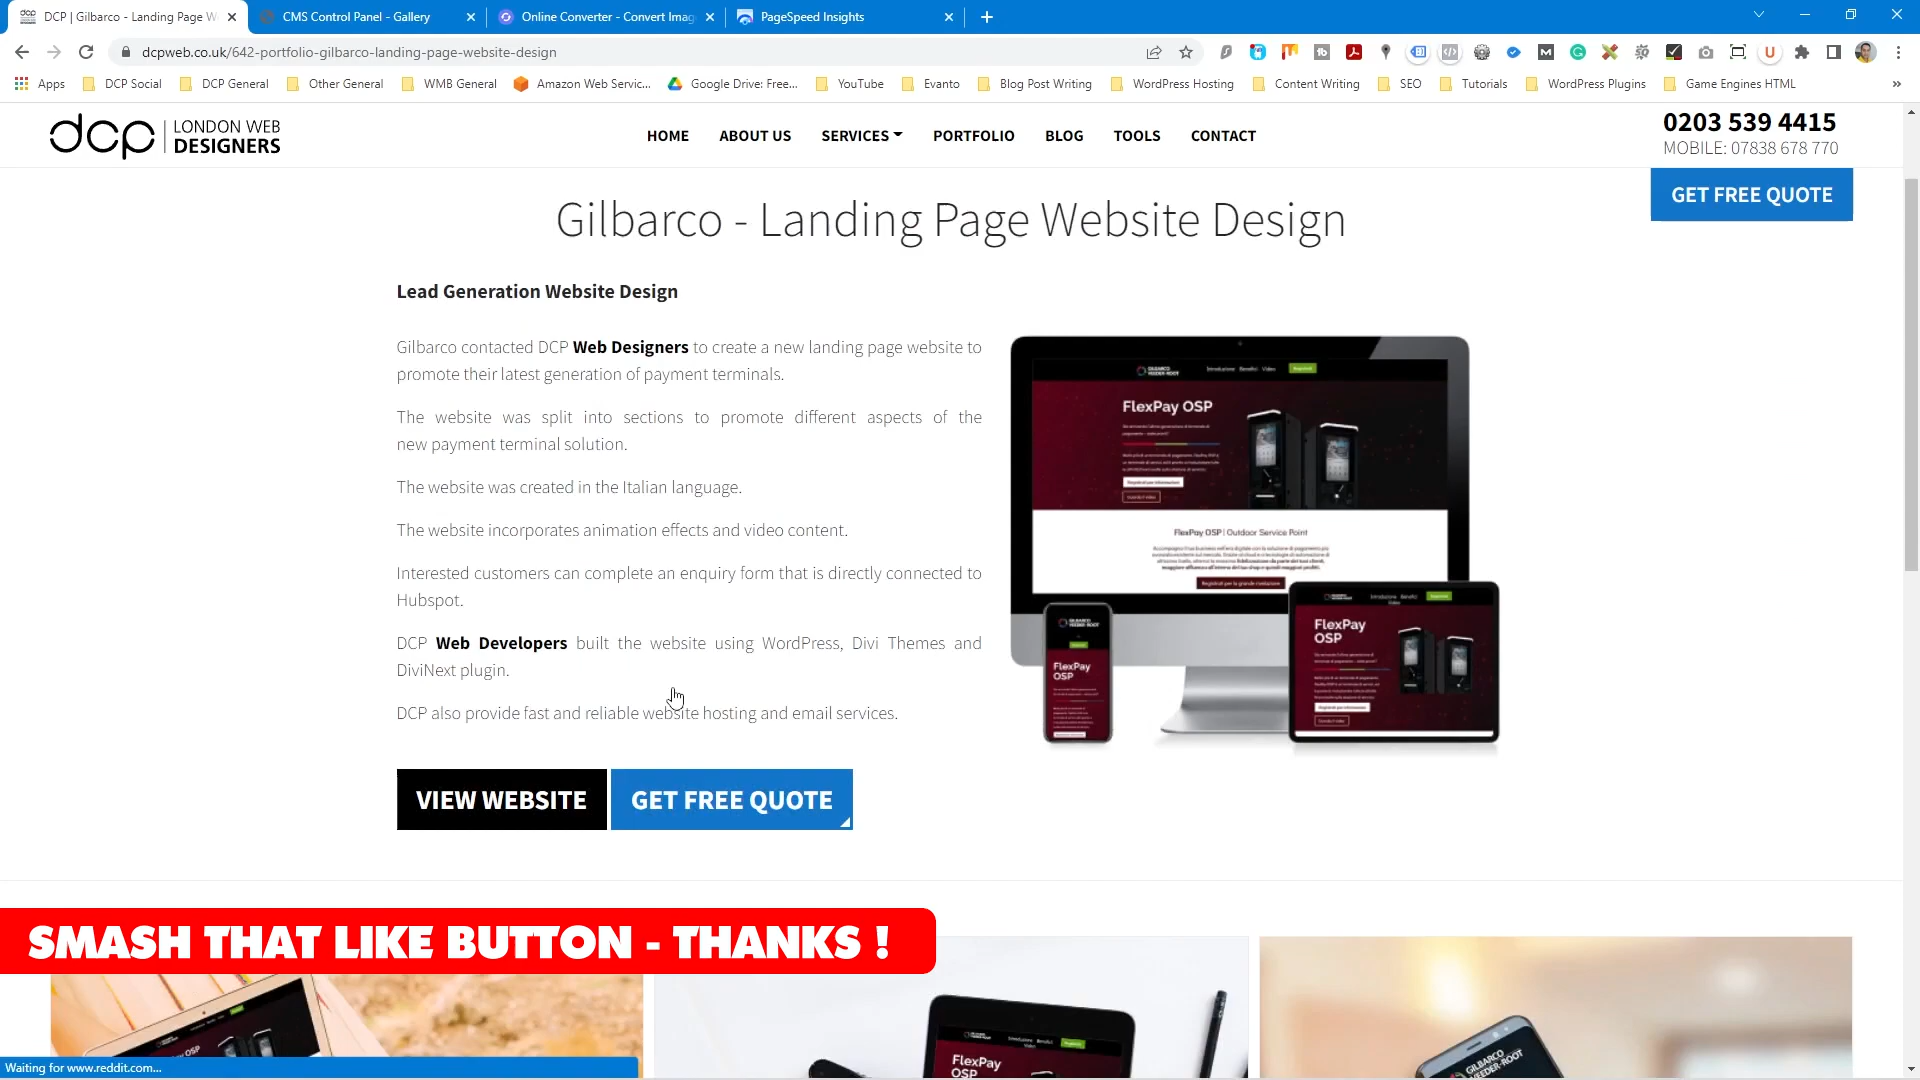 DCP | Gilbarco - Landing Page W
CMS Control Panel - Gallery
Online Converter - Convert Imag
PageSpeed Insights
dcpweb.co.uk/642-portfolio-gilbarco-landing-page-website-design
Apps
DCP Social
DCP General
Other General
WMB General
Amazon Web Servic...
Google Drive: Free...
YouTube
Evanto
Blog Post Writing
WordPress Hosting
Content Writing
SEO
Tutorials
WordPress Plugins
Game Engines HTML
dcp LONDON WEB
DESIGNERS
HOME
ABOUT US
SERVICES
PORTFOLIO
BLOG
TOOLS
CONTACT
0203 539 4415
MOBILE: 07838 678 770
GET FREE QUOTE
Gilbarco - Landing Page Website Design
Lead Generation Website Design
Gilbarco contacted DCP Web Designers to create a new landing page website to
promote their latest generation of payment terminals.
The website was split into sections to promote different aspects of the
new payment terminal solution.
The website was created in the Italian language.
The website incorporates animation effects and video content.
Interested customers can complete an enquiry form that is directly connected to
Hubspot.
DCP Web Developers built the website using WordPress, Divi Themes and
DiviNext plugin.
DCP also provide fast and reliable website hosting and email services.
VIEW WEBSITE
GET FREE QUOTE
GILBARCO
VEEDER-ROOT
Introduzione Benefici Video
FlexPay OSP
FlexPay OSP | Outdoor Service Point
FlexPay
OSP
FlexPay
OSP
SMASH THAT LIKE BUTTON - THANKS !
FlexPay
OSP
GILBARCO
VEEDER-ROOT
Waiting for www.reddit.com...